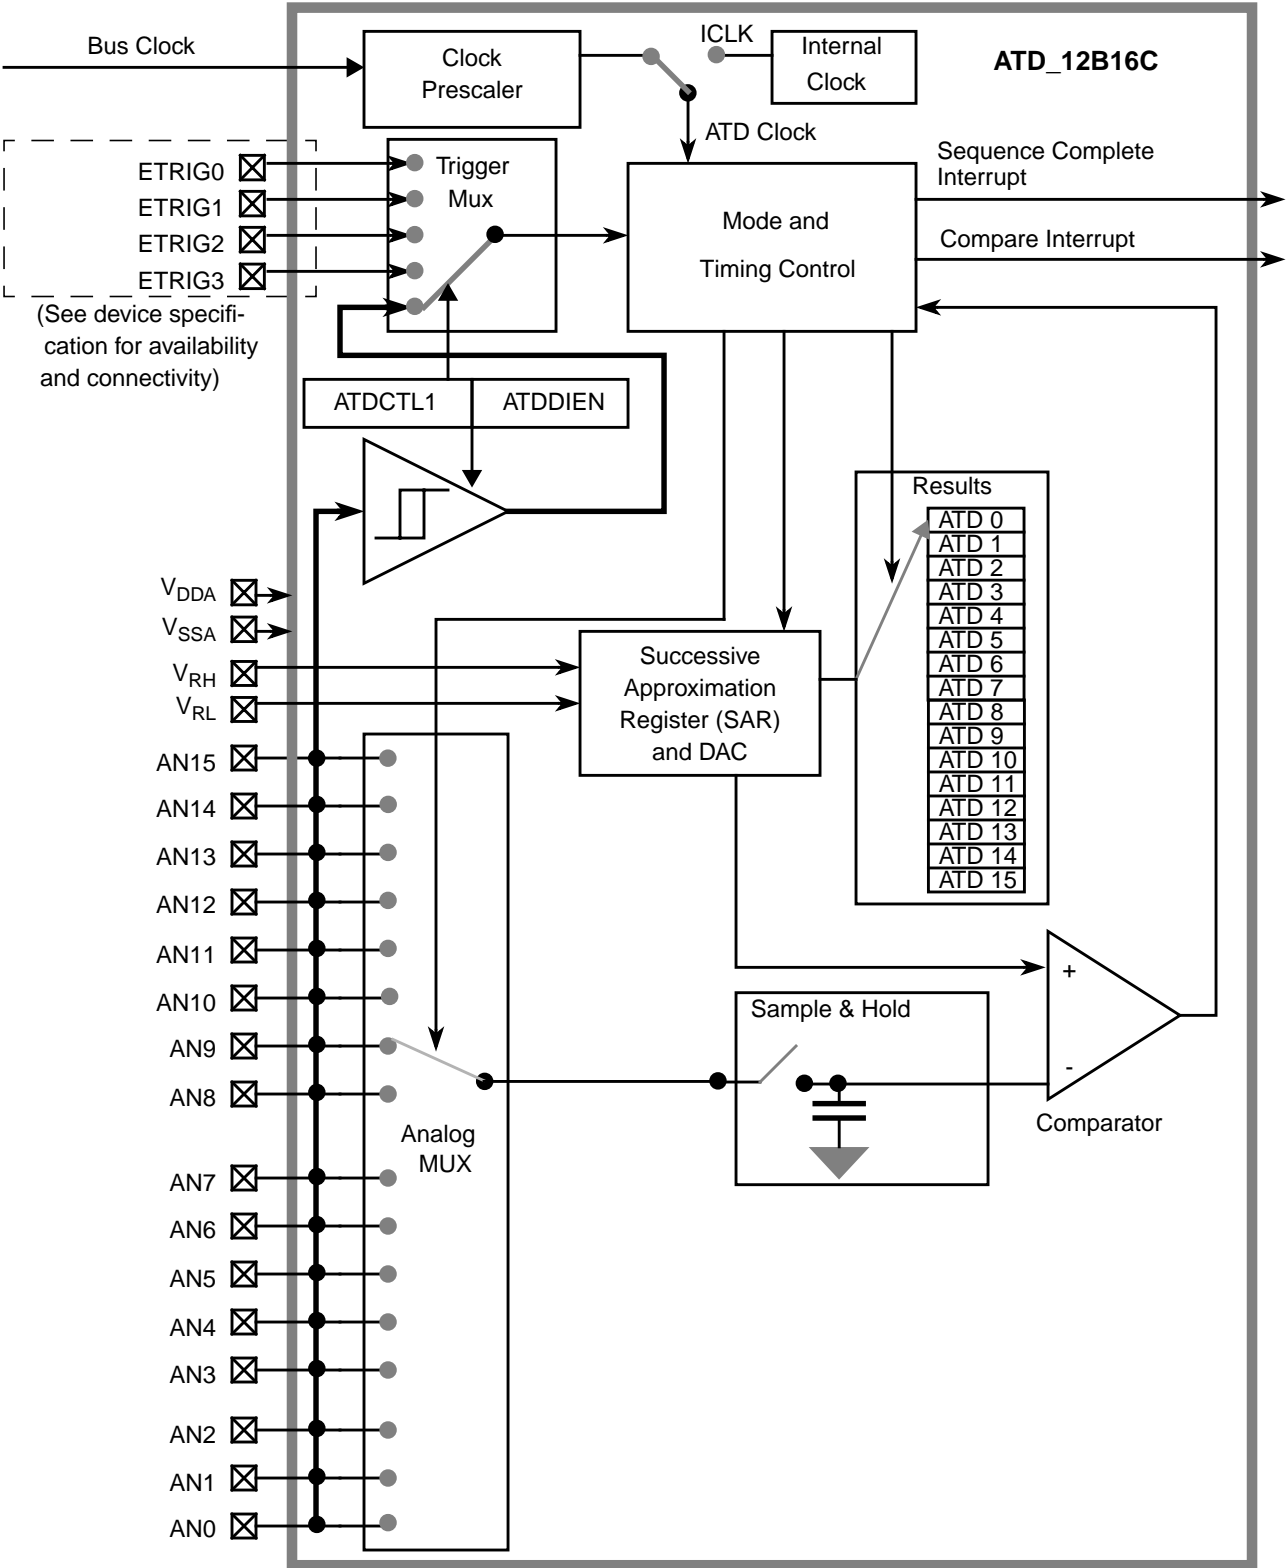 Bus Clock
Clock
Prescaler
ICLK
Internal
Clock
ATD_12B16C
ATD Clock
ETRIG0
ETRIG1
ETRIG2
ETRIG3
(See device specifi-
cation for availability
and connectivity)
Trigger
Mux
Mode and
Timing Control
Sequence Complete
Interrupt
Compare Interrupt
ATDCTL1
ATDDIEN
Results
ATD 0
ATD 1
ATD 2
ATD 3
ATD 4
ATD 5
ATD 6
ATD 7
ATD 8
ATD 9
ATD 10
ATD 11
ATD 12
ATD 13
ATD 14
ATD 15
VDDA
VSSA
VRH
VRL
Successive
Approximation
Register (SAR)
and DAC
AN15
AN14
AN13
AN12
AN11
AN10
AN9
AN8
AN7
AN6
AN5
AN4
AN3
AN2
AN1
AN0
Analog
MUX
Sample & Hold
+
-
Comparator